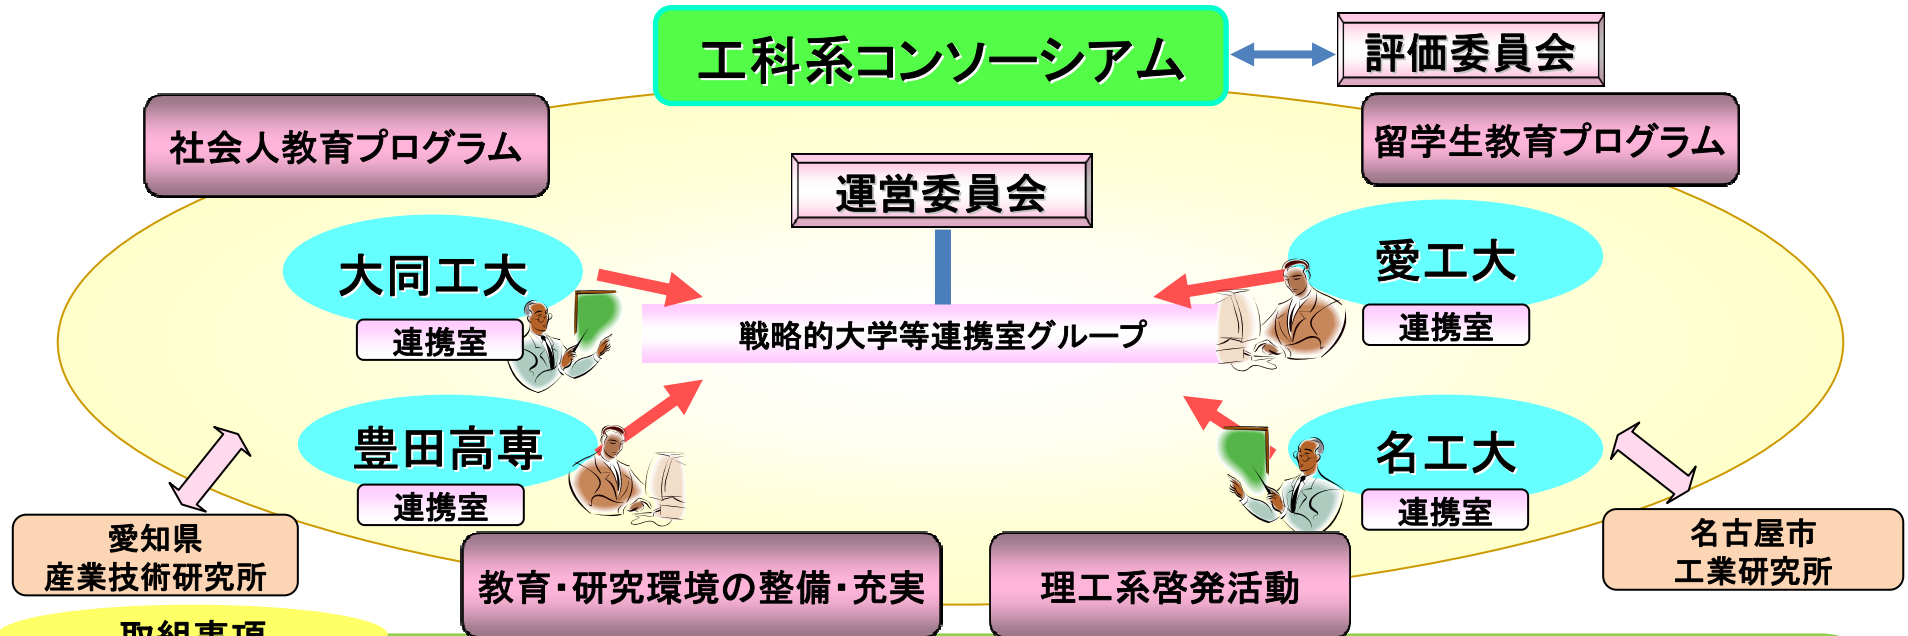 工科系コンソーシアム
評価委員会
社会人教育プログラム
留学生教育プログラム
運営委員会
大同工大
連携室
愛工大
連携室
戦略的大学等連携室グループ
豊田高専
連携室
名工大
連携室
愛知県
産業技術研究所
名古屋市
工業研究所
教育・研究環境の整備・充実
理工系啓発活動
取組事項